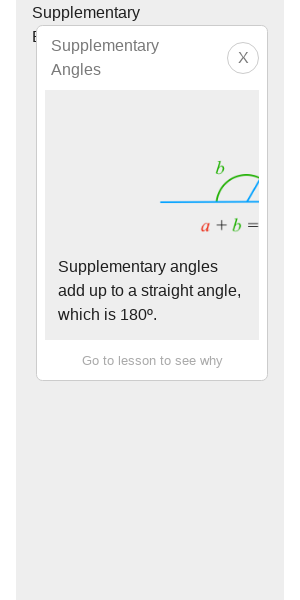 Supplementary
Supplementary
Angles
X
b
a + b =
Supplementary angles
add up to a straight angle,
which is 180º.
Go to lesson to see why